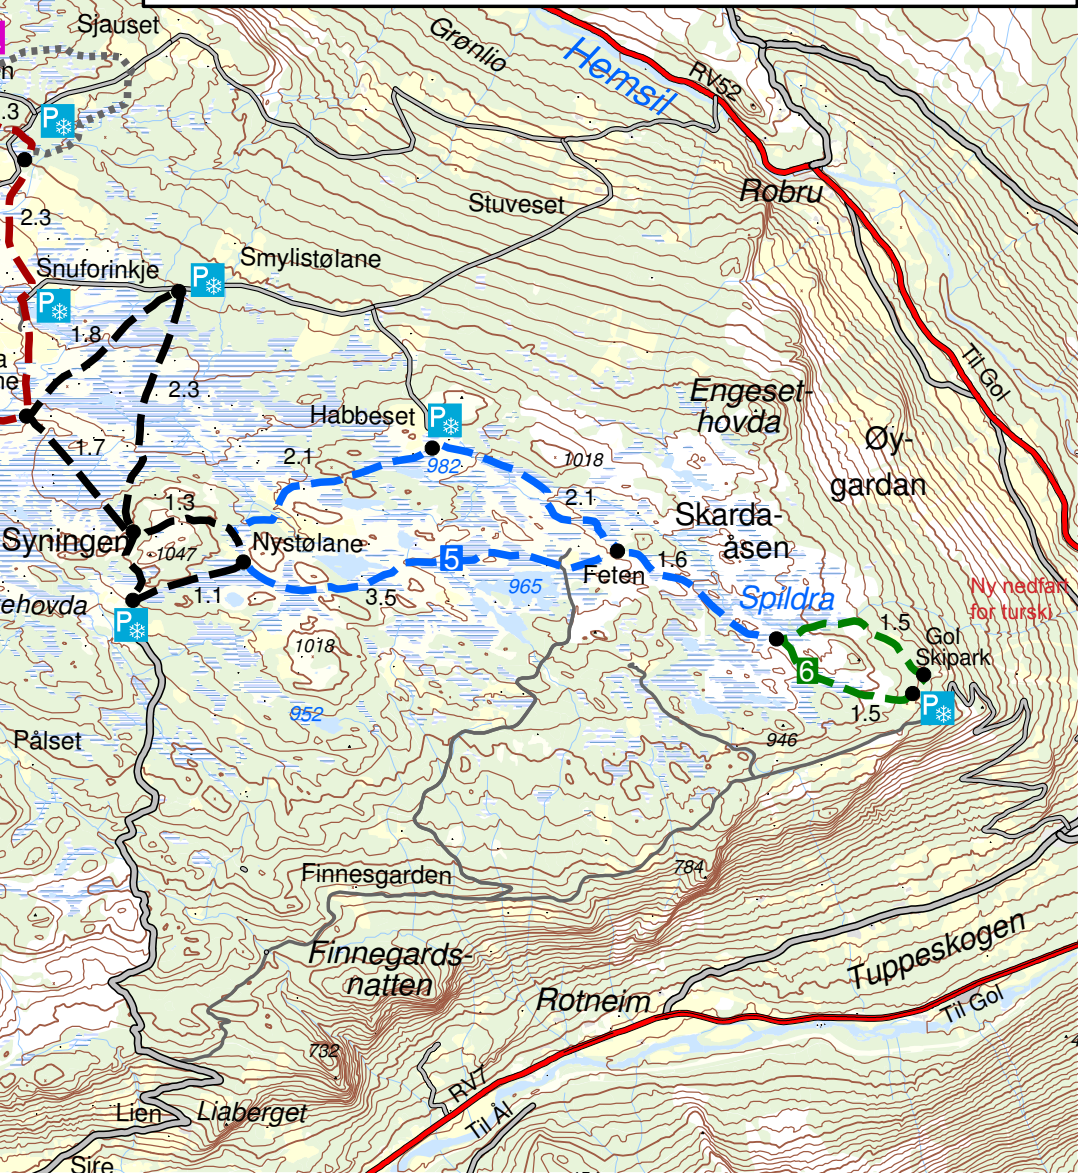 Sjauset
Grønlio
Hemsil
RV52
n
P
.3
Robru
2.3
Stuveset
Smylistølane
Snuforinkje
P
P
1.8
a
ne
2.3
Til Gol
Engeset-
hovda
Habbeset
P
1.7
2.1
982
1018
Øy-
gardan
1.3
2.1
Skarda-
åsen
Syningen
1047
Nystølane
5
1.6
Feten
965
3.5
1.1
ehovda
P
Spildra
Ny nedfart
for turski
1.5
Gol
Skipark
1018
6
1.5
P
952
946
Pålset
784
Finnesgarden
Finnegards-
natten
Tuppeskogen
Rotneim
Til Gol
732
RV7
Til Ål
Lien
Liaberget
Sire